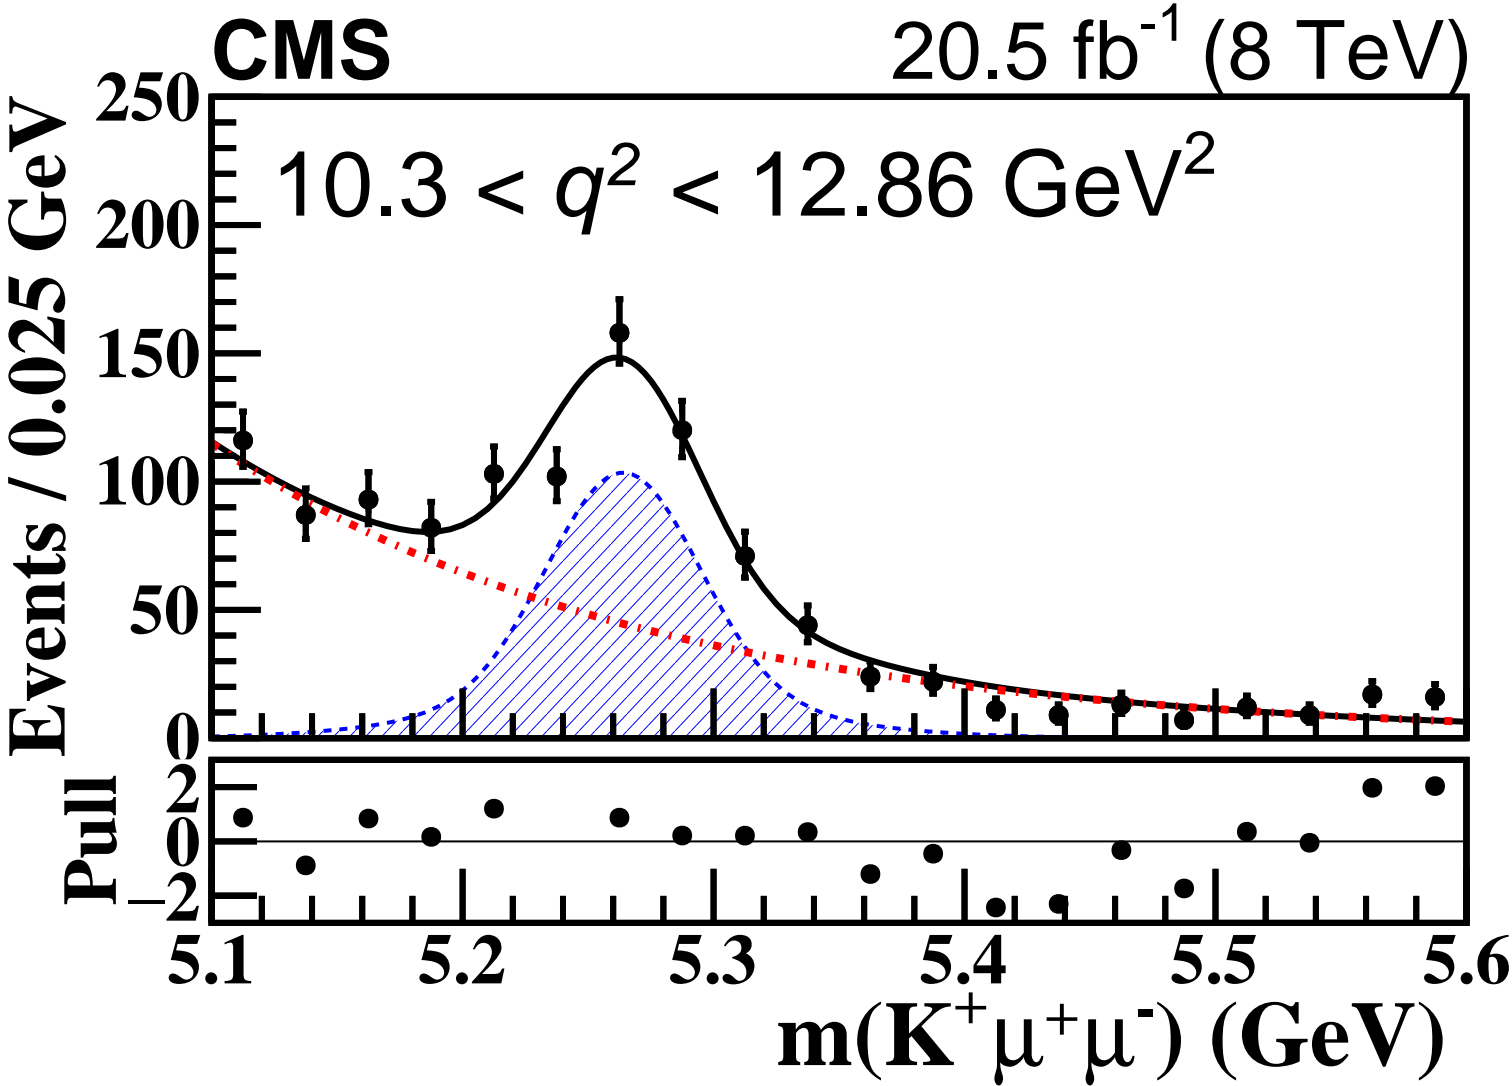 CMS 20.5 fb⁻¹ (8 TeV)
10.3 < q² < 12.86 GeV²
Events / 0.025 GeV
250
200
150
100
50
0
Pull
2
0
−2
5.1 5.2 5.3 5.4 5.5 5.6
m(K⁺μ⁺μ⁻) (GeV)